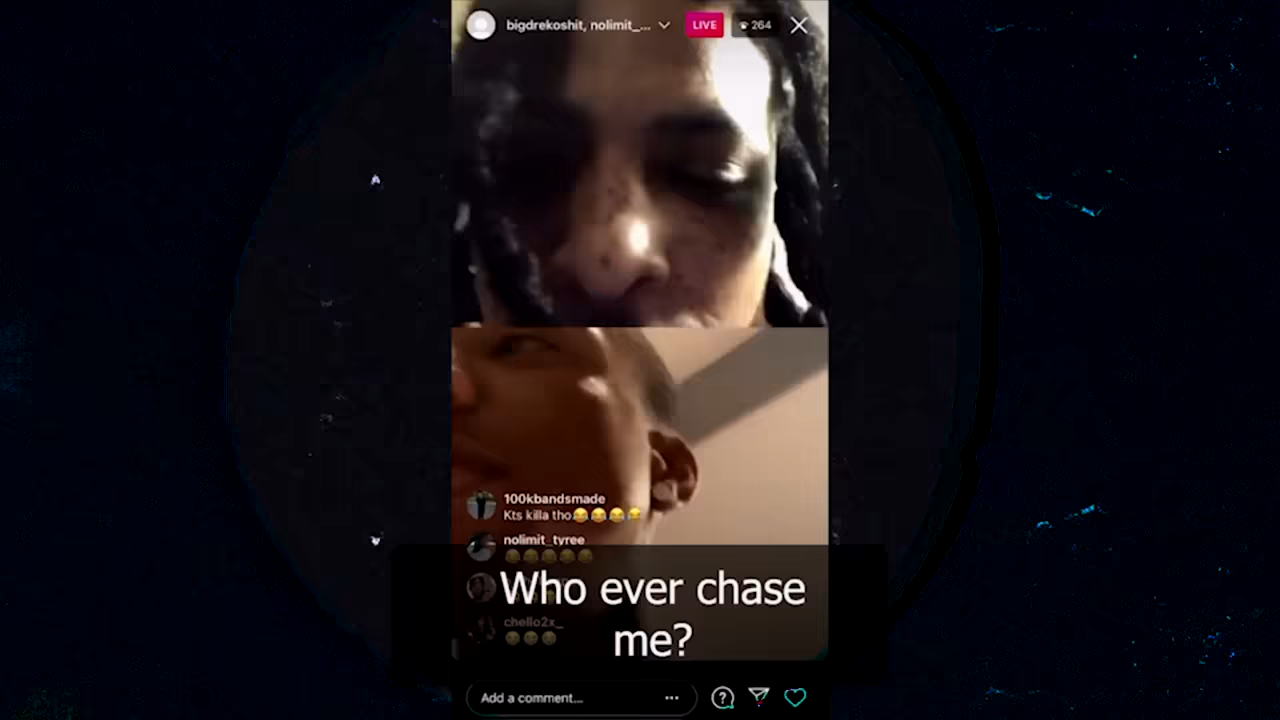 bigdrekoshit, nolimit_...
LIVE
264
100kbandsmade
Kts killa tho😂😂😂😂
nolimit_tyree
😂😂😂😂😂
Who ever chase
me?
chello2x_
😂😂😂
Add a comment...